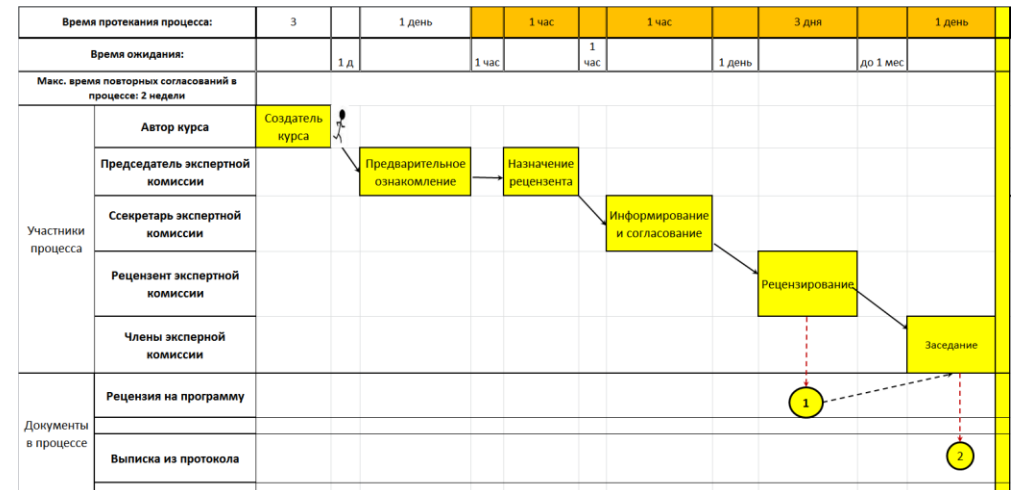 Время протекания процесса: 3 1 день 1 час 1 час 3 дня 1 день
Время ожидания: 1 д 1 час 1 час 1 день до 1 мес
Макс. время повторных согласований в
процессе: 2 недели
Участники
процесса
Автор курса
Создатель
курса
Председатель экспертной
комиссии
Предварительное
ознакомление
Назначение
рецензента
Ссекретарь экспертной
комиссии
Информирование
и согласование
Рецензент экспертной
комиссии
Рецензирование
Члены эксперной
комиссии
Заседание
Документы
в процессе
Рецензия на программу
1
Выписка из протокола
2